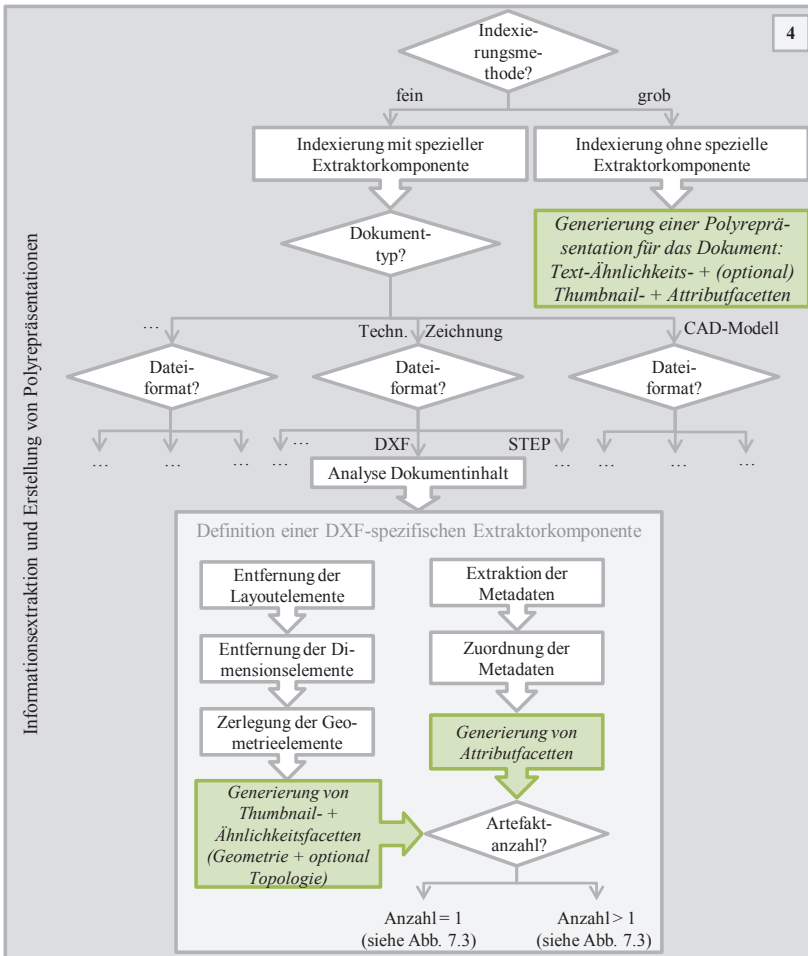 4
Indexie-
rungsme-
thode?
fein
grob
Indexierung mit spezieller
Extraktorkomponente
Indexierung ohne spezielle
Extraktorkomponente
Generierung einer Polyreprä-
sentation für das Dokument:
Text-Ähnlichkeits- + (optional)
Thumbnail- + Attributfacetten
Dokument-
typ?
…
Techn. Zeichnung
CAD-Modell
Datei-
format?
Datei-
format?
Datei-
format?
… … …
… DXF STEP
…
…
… … …
Analyse Dokumentinhalt
Definition einer DXF-spezifischen Extraktorkomponente
Entfernung der
Layoutelemente
Entfernung der Di-
mensionselemente
Zerlegung der Geo-
metrieelemente
Generierung von
Thumbnail- +
Ähnlichkeitsfacetten
(Geometrie + optional
Topologie)
Extraktion der
Metadaten
Zuordnung der
Metadaten
Generierung von
Attributfacetten
Artefakt-
anzahl?
Anzahl = 1
(siehe Abb. 7.3)
Anzahl > 1
(siehe Abb. 7.3)
Informationsextraktion und Erstellung von Polyrepräsentationen